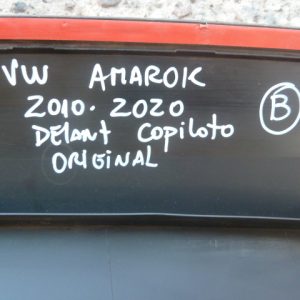 VW AMAROK
2010.2020
DElANT COPILOTO
ORIGINAL
B